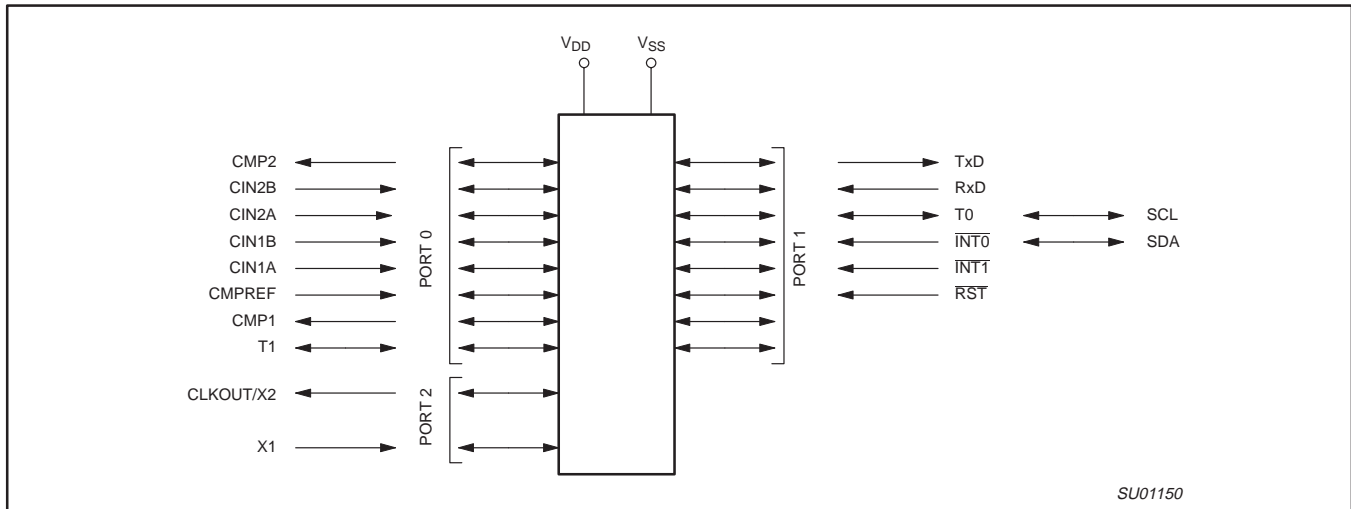 VDD VSS
CMP2
CIN2B
CIN2A
CIN1B
CIN1A
CMPREF
CMP1
T1
PORT 0
CLKOUT/X2
X1
PORT 2
PORT 1
TxD
RxD
T0
INT0
INT1
RST
SCL
SDA
SU01150